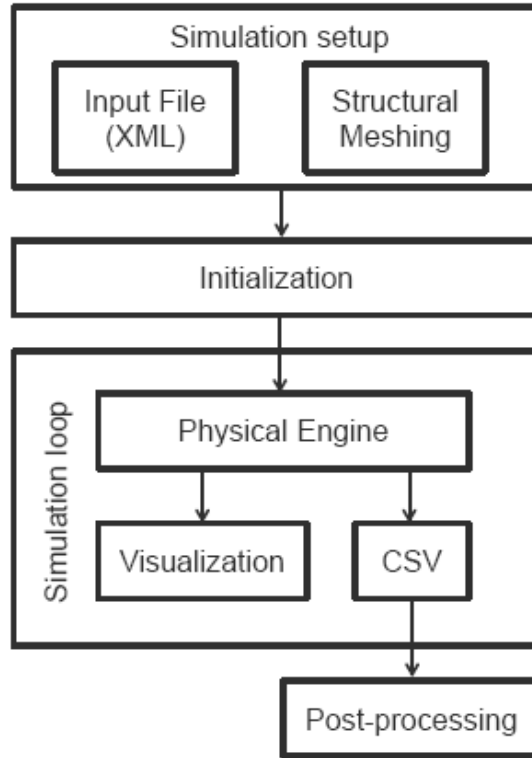 Simulation setup
Input File
(XML)
Structural
Meshing
Initialization
Simulation loop
Physical Engine
Visualization
CSV
Post-processing